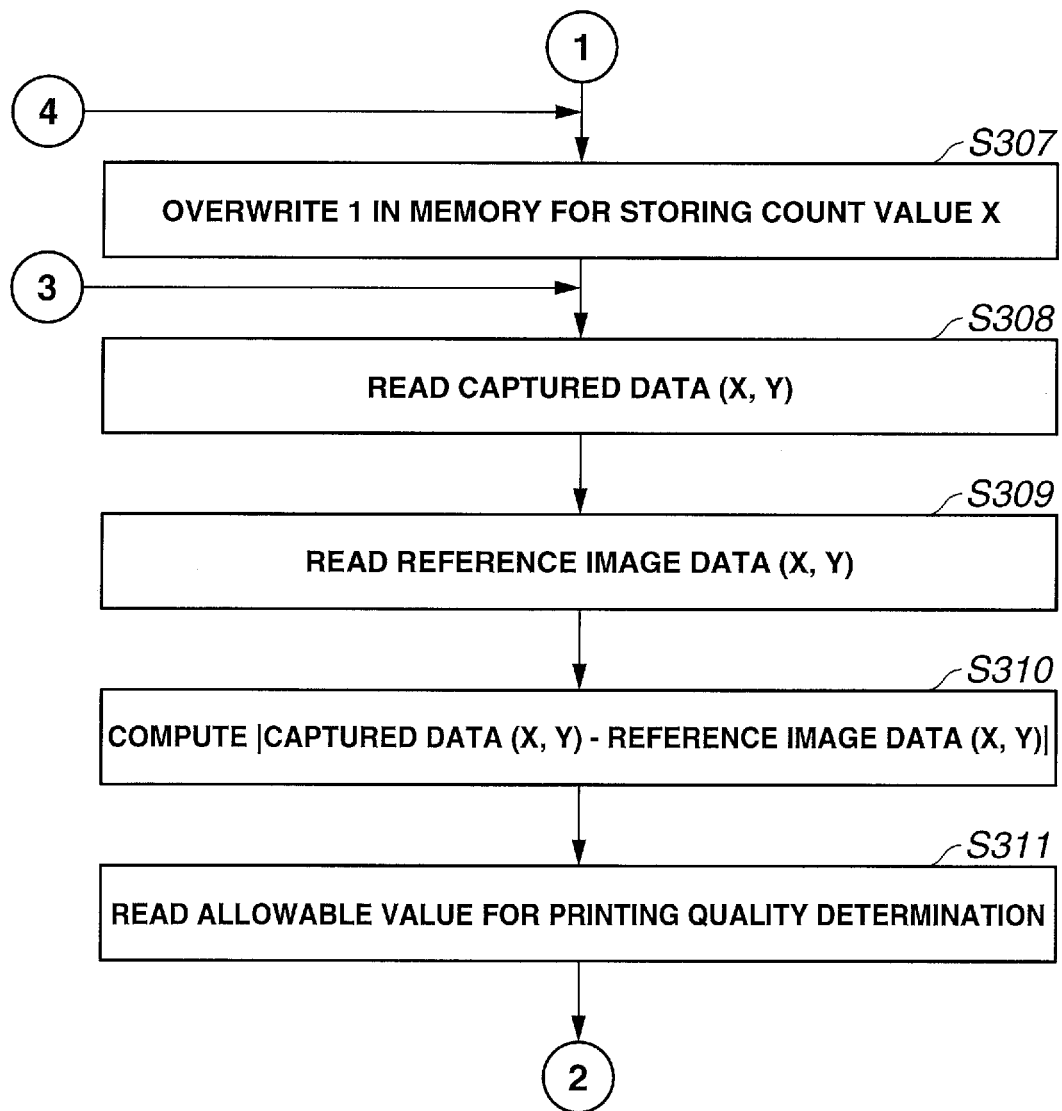 1
4
S307
OVERWRITE 1 IN MEMORY FOR STORING COUNT VALUE X
3
S308
READ CAPTURED DATA (X, Y)
S309
READ REFERENCE IMAGE DATA (X, Y)
S310
COMPUTE |CAPTURED DATA (X, Y) - REFERENCE IMAGE DATA (X, Y)|
S311
READ ALLOWABLE VALUE FOR PRINTING QUALITY DETERMINATION
2